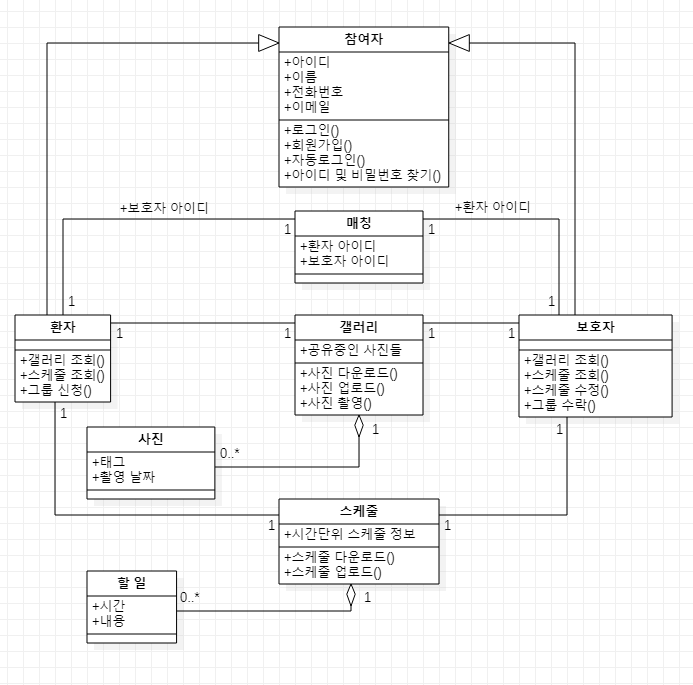 참여자
+아이디
+이름
+전화번호
+이메일
+로그인()
+회원가입()
+자동로그인()
+아이디 및 비밀번호 찾기()
+보호자 아이디
+환자 아이디
매칭
1
1
+환자 아이디
+보호자 아이디
1
1
환자
갤러리
보호자
1
1
1
1
+갤러리 조회()
+스케줄 조회()
+그룹 신청()
+공유중인 사진들
+사진 다운로드()
+사진 업로드()
+사진 촬영()
+갤러리 조회()
+스케줄 조회()
+스케줄 수정()
+그룹 수락()
1
1
1
사진
+태그
+촬영 날짜
0..*
스케줄
1
1
+시간단위 스케줄 정보
+스케줄 다운로드()
+스케줄 업로드()
할 일
+시간
+내용
0..*
1